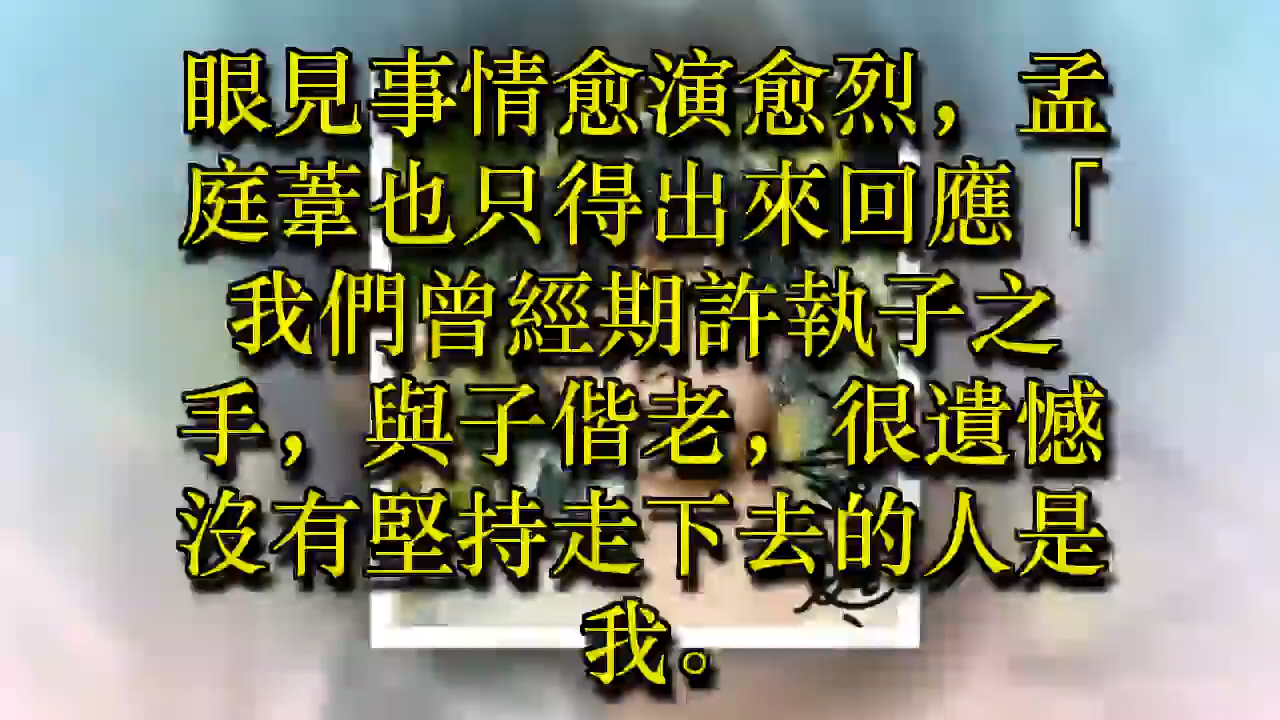 眼見事情愈演愈烈，孟
庭葦也只得出來回應「
我們曾經期許執子之
手，與子偕老，很遺憾
沒有堅持走下去的人是
我。